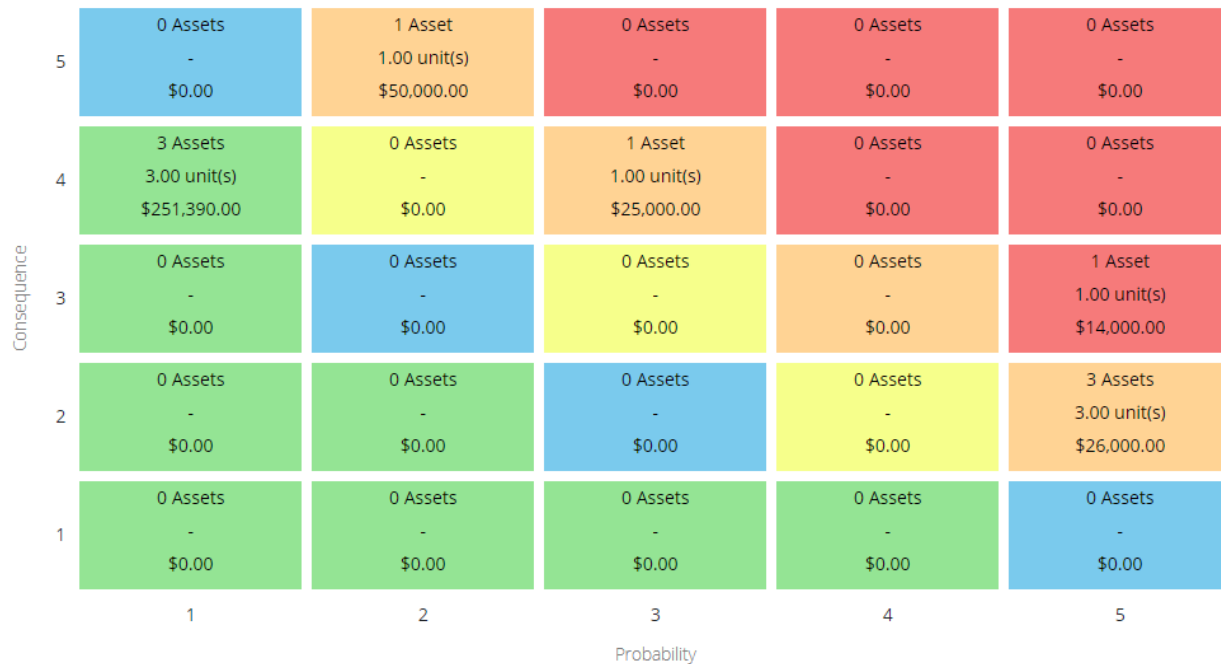 0 Assets 1 Asset 0 Assets 0 Assets 0 Assets
5 - 1.00 unit(s) - - -
$0.00 $50,000.00 $0.00 $0.00 $0.00
3 Assets 0 Assets 1 Asset 0 Assets 0 Assets
4 3.00 unit(s) - 1.00 unit(s) - -
$251,390.00 $0.00 $25,000.00 $0.00 $0.00
Consequence
0 Assets 0 Assets 0 Assets 0 Assets 1 Asset
3 - - - - 1.00 unit(s)
$0.00 $0.00 $0.00 $0.00 $14,000.00
0 Assets 0 Assets 0 Assets 0 Assets 3 Assets
2 - - - - 3.00 unit(s)
$0.00 $0.00 $0.00 $0.00 $26,000.00
0 Assets 0 Assets 0 Assets 0 Assets 0 Assets
1 - - - - -
$0.00 $0.00 $0.00 $0.00 $0.00
1 2 3 4 5
Probability